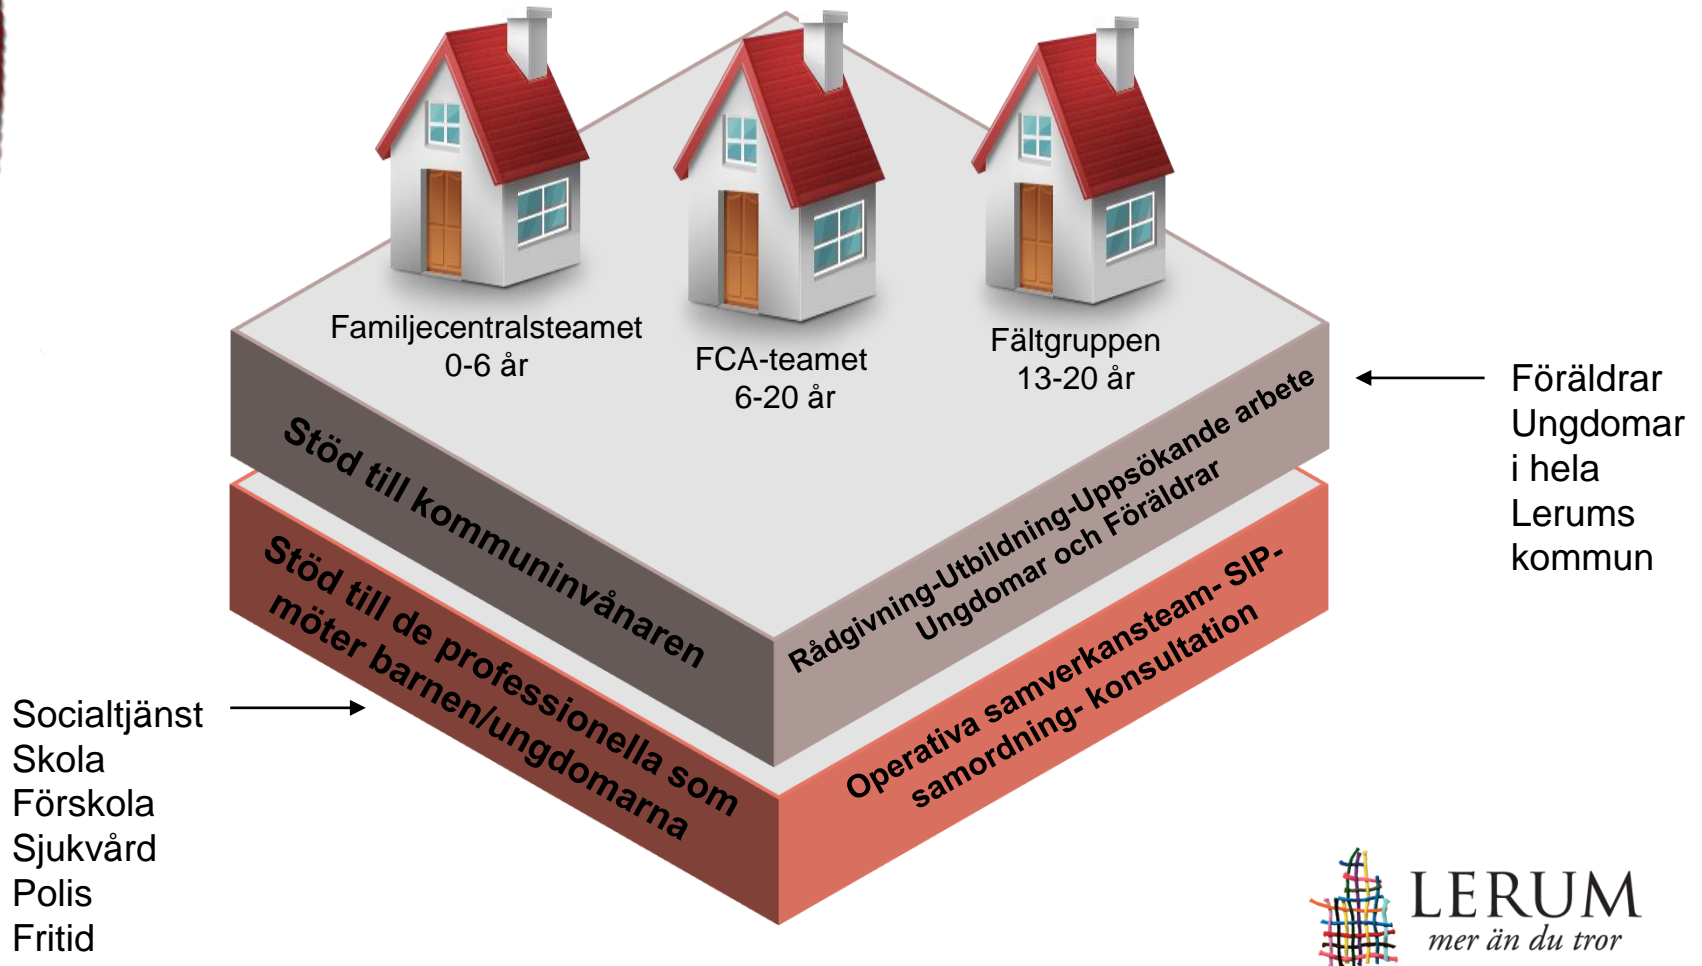 Familjecentralsteamet
0-6 år
FCA-teamet
6-20 år
Fältgruppen
13-20 år
Stöd till kommuninvånaren
Rådgivning-Utbildning-Uppsökande arbete
Ungdomar och Föräldrar
Föräldrar
Ungdomar
i hela
Lerums
kommun
Stöd till de professionella som
möter barnen/ungdomarna
Operativa samverkansteam- SIP-
samordning- konsultation
Socialtjänst
Skola
Förskola
Sjukvård
Polis
Fritid
LERUM
mer än du tror